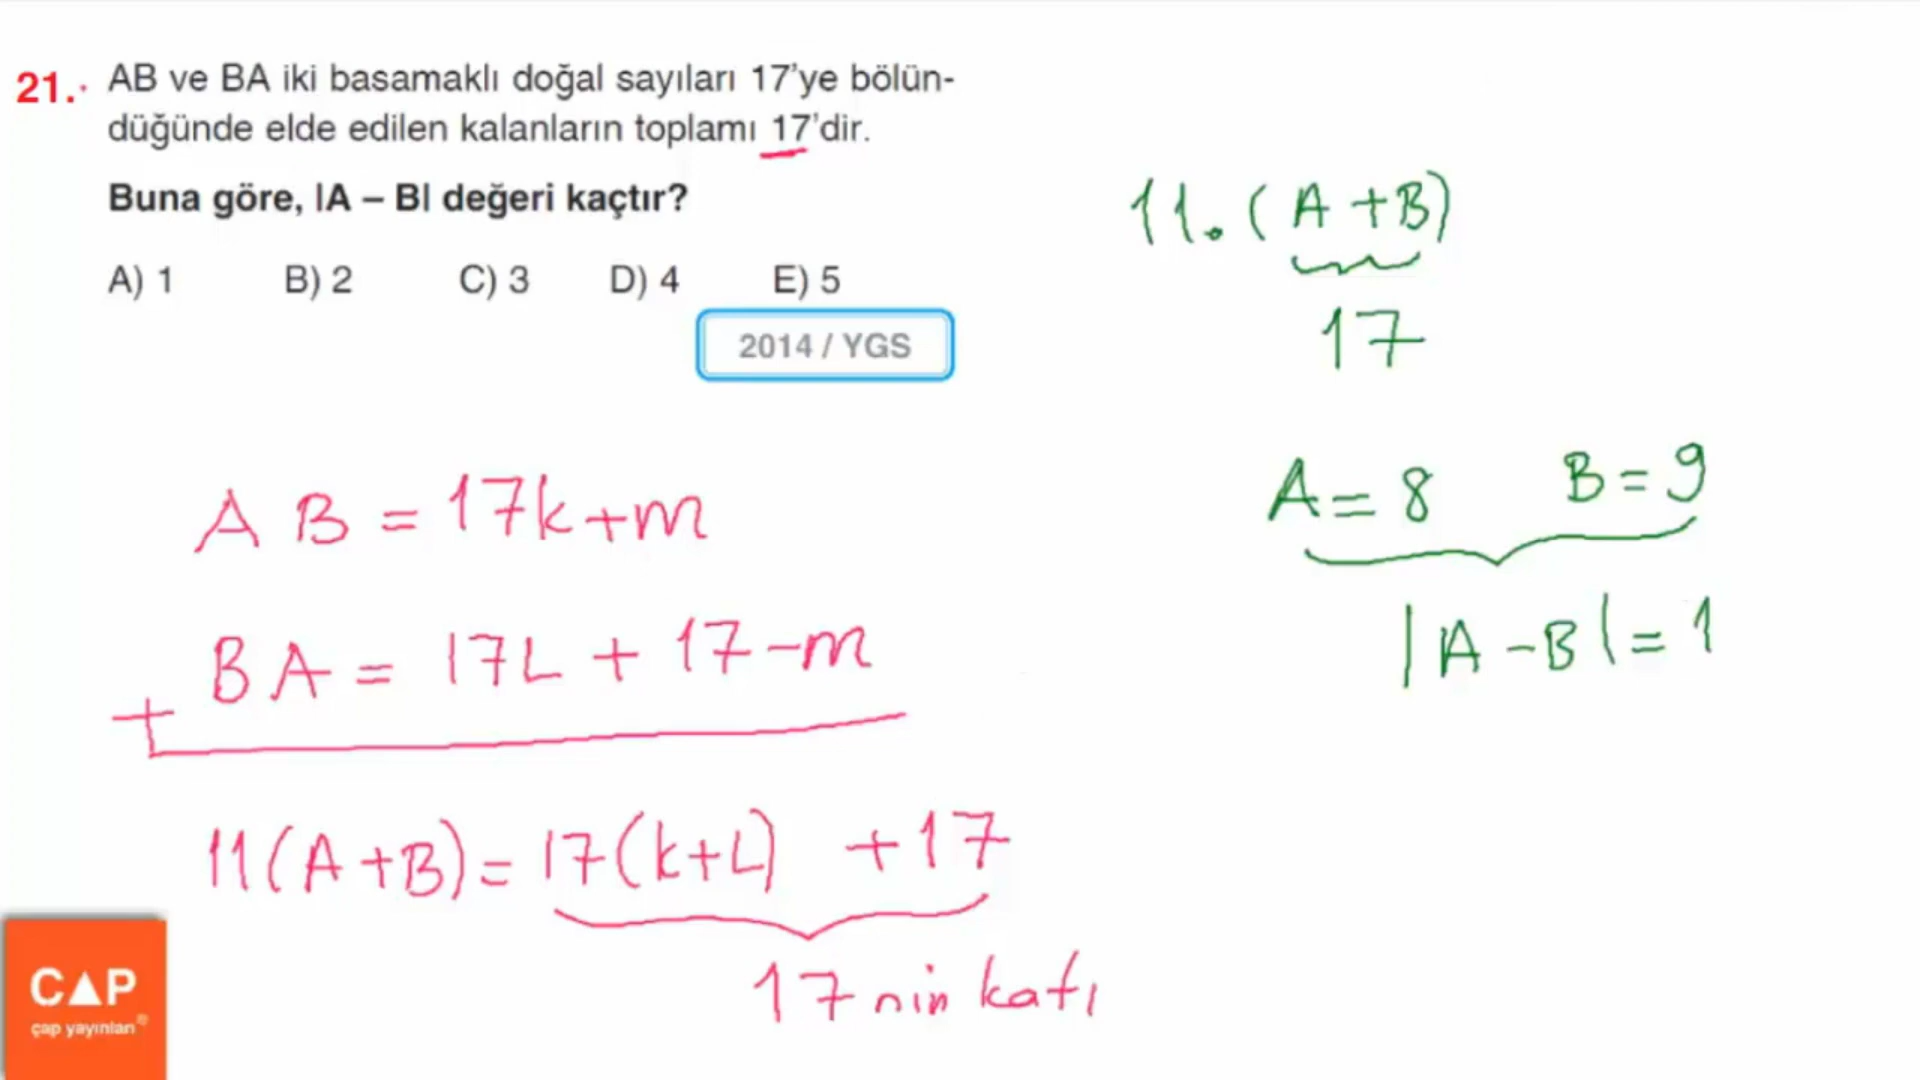 21. AB ve BA iki basamaklı doğal sayıları 17'ye bölün-
düğünde elde edilen kalanların toplamı 17'dir.
Buna göre, |A – B| değeri kaçtır?
A) 1 B) 2 C) 3 D) 4 E) 5
2014 / YGS
AB = 17k+m
BA = 17L + 17-m
+
11(A+B) = 17(k+L) +17
17 nin katı
11.(A+B)
17
A=8 B=9
|A-B|=1
CAP
çap yayınları®